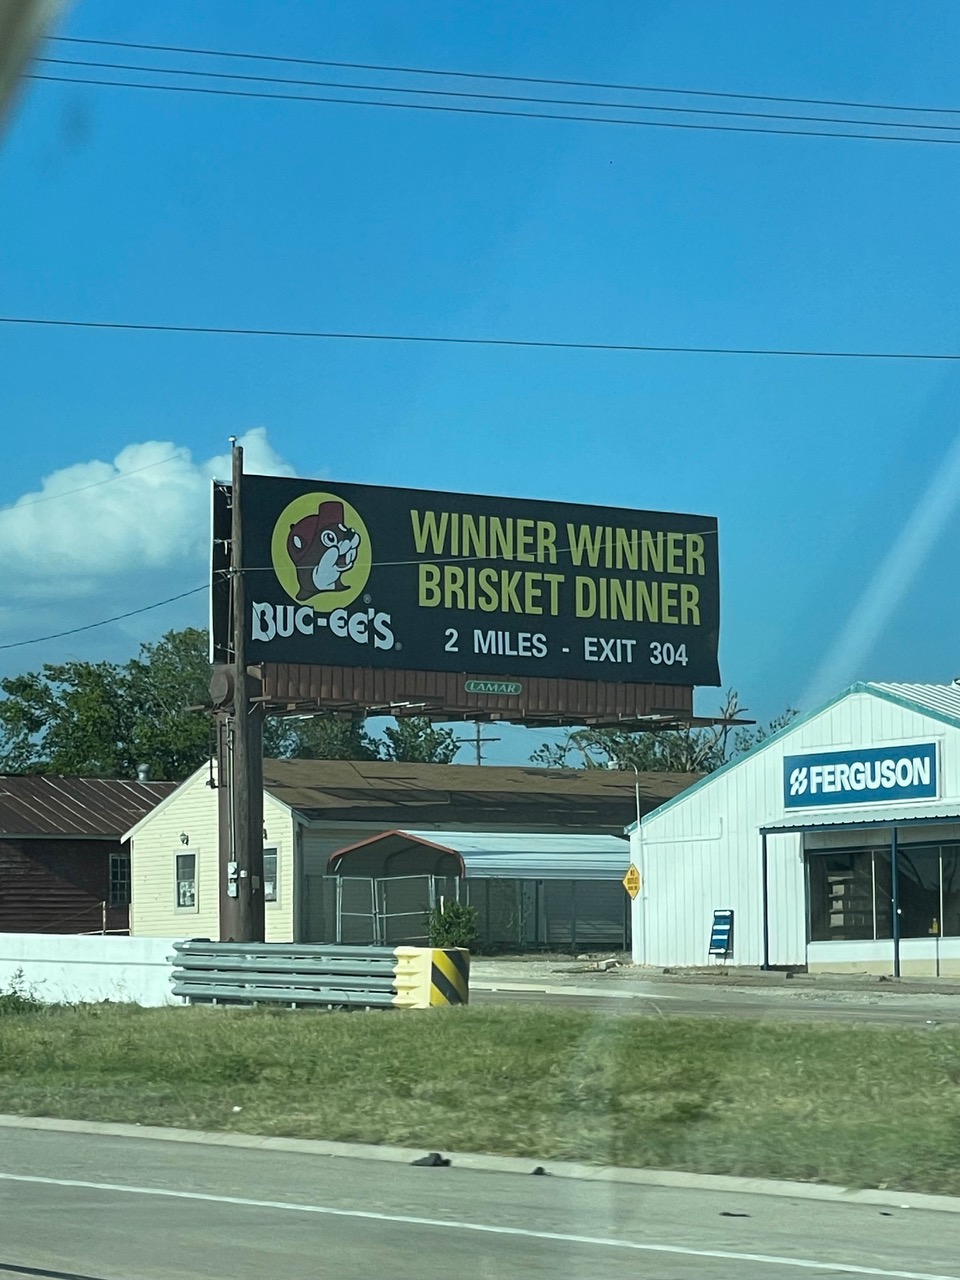 WINNER WINNER
BRISKET DINNER
BUC-EE'S
2 MILES - EXIT 304
LAMAR
FERGUSON